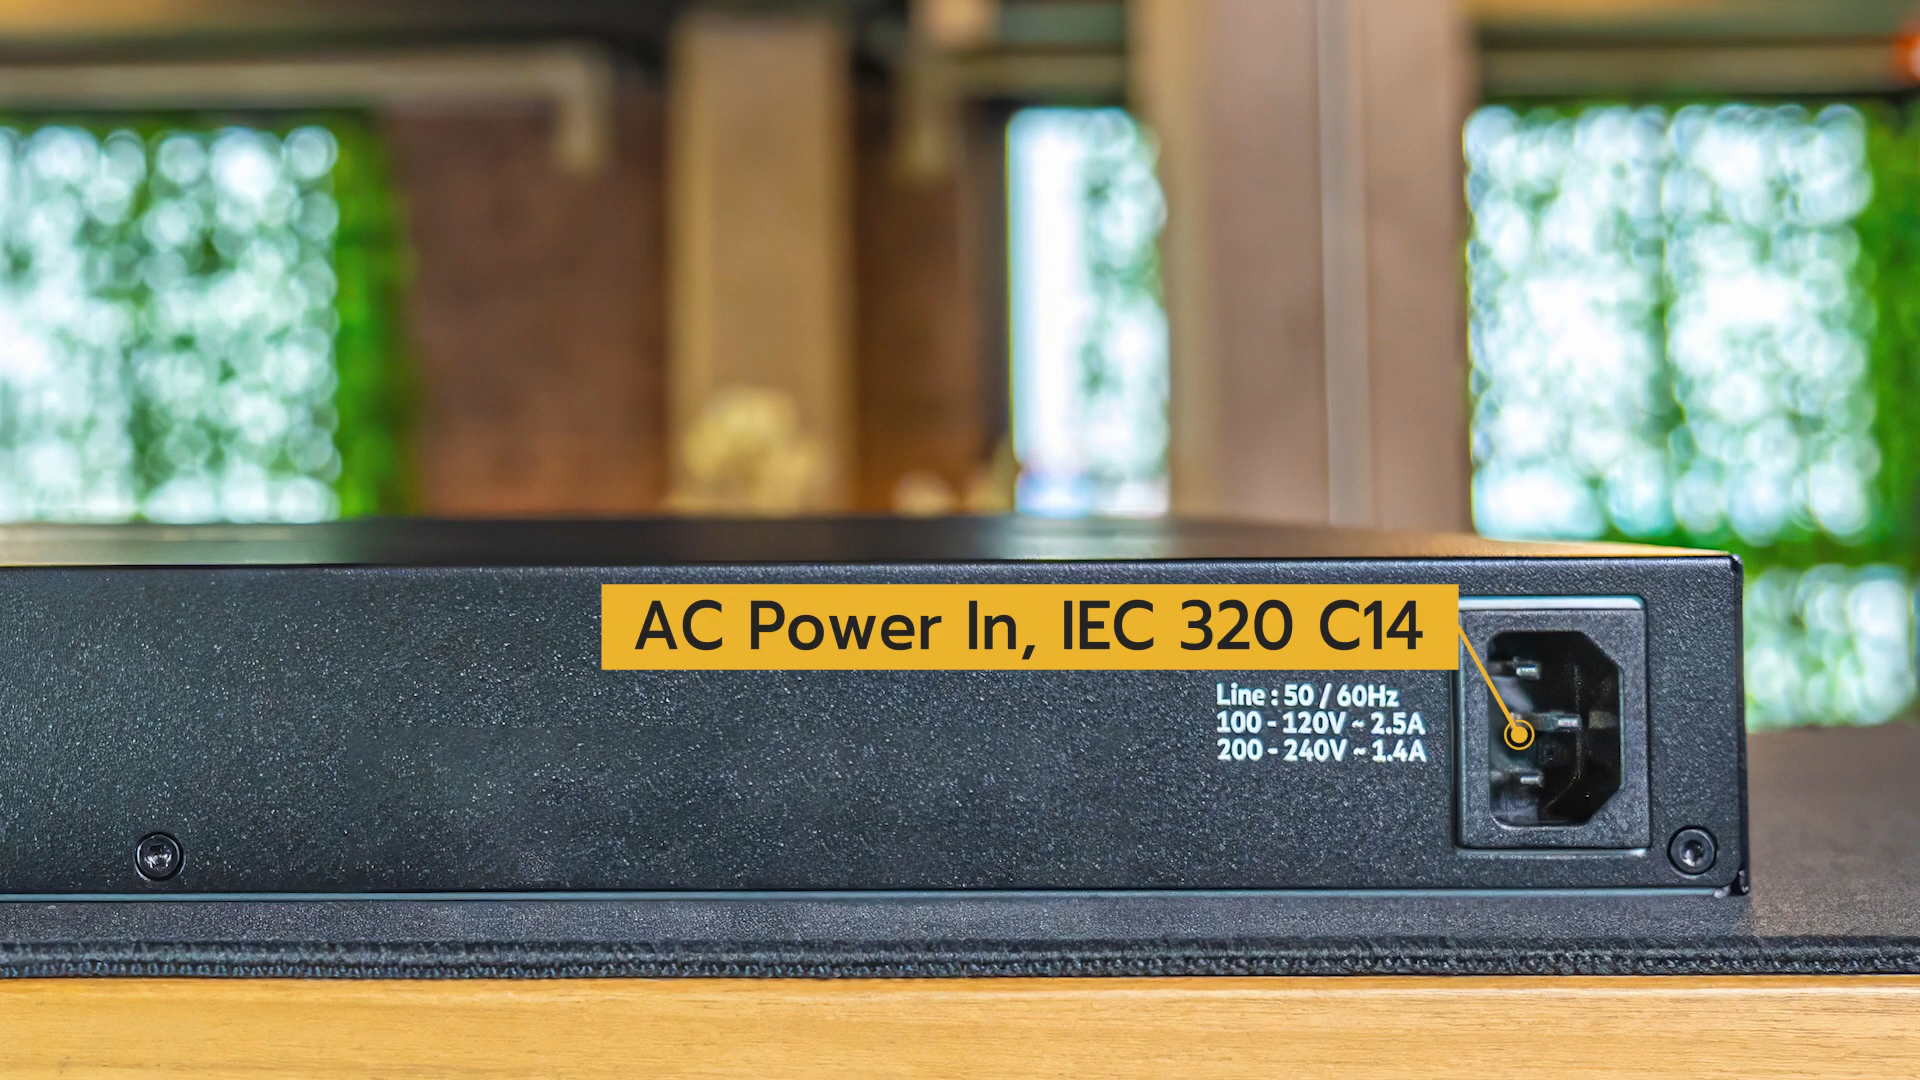 AC Power In, IEC 320 C14
Line : 50 / 60Hz
100 - 120V ~ 2.5A
200 - 240V ~ 1.4A